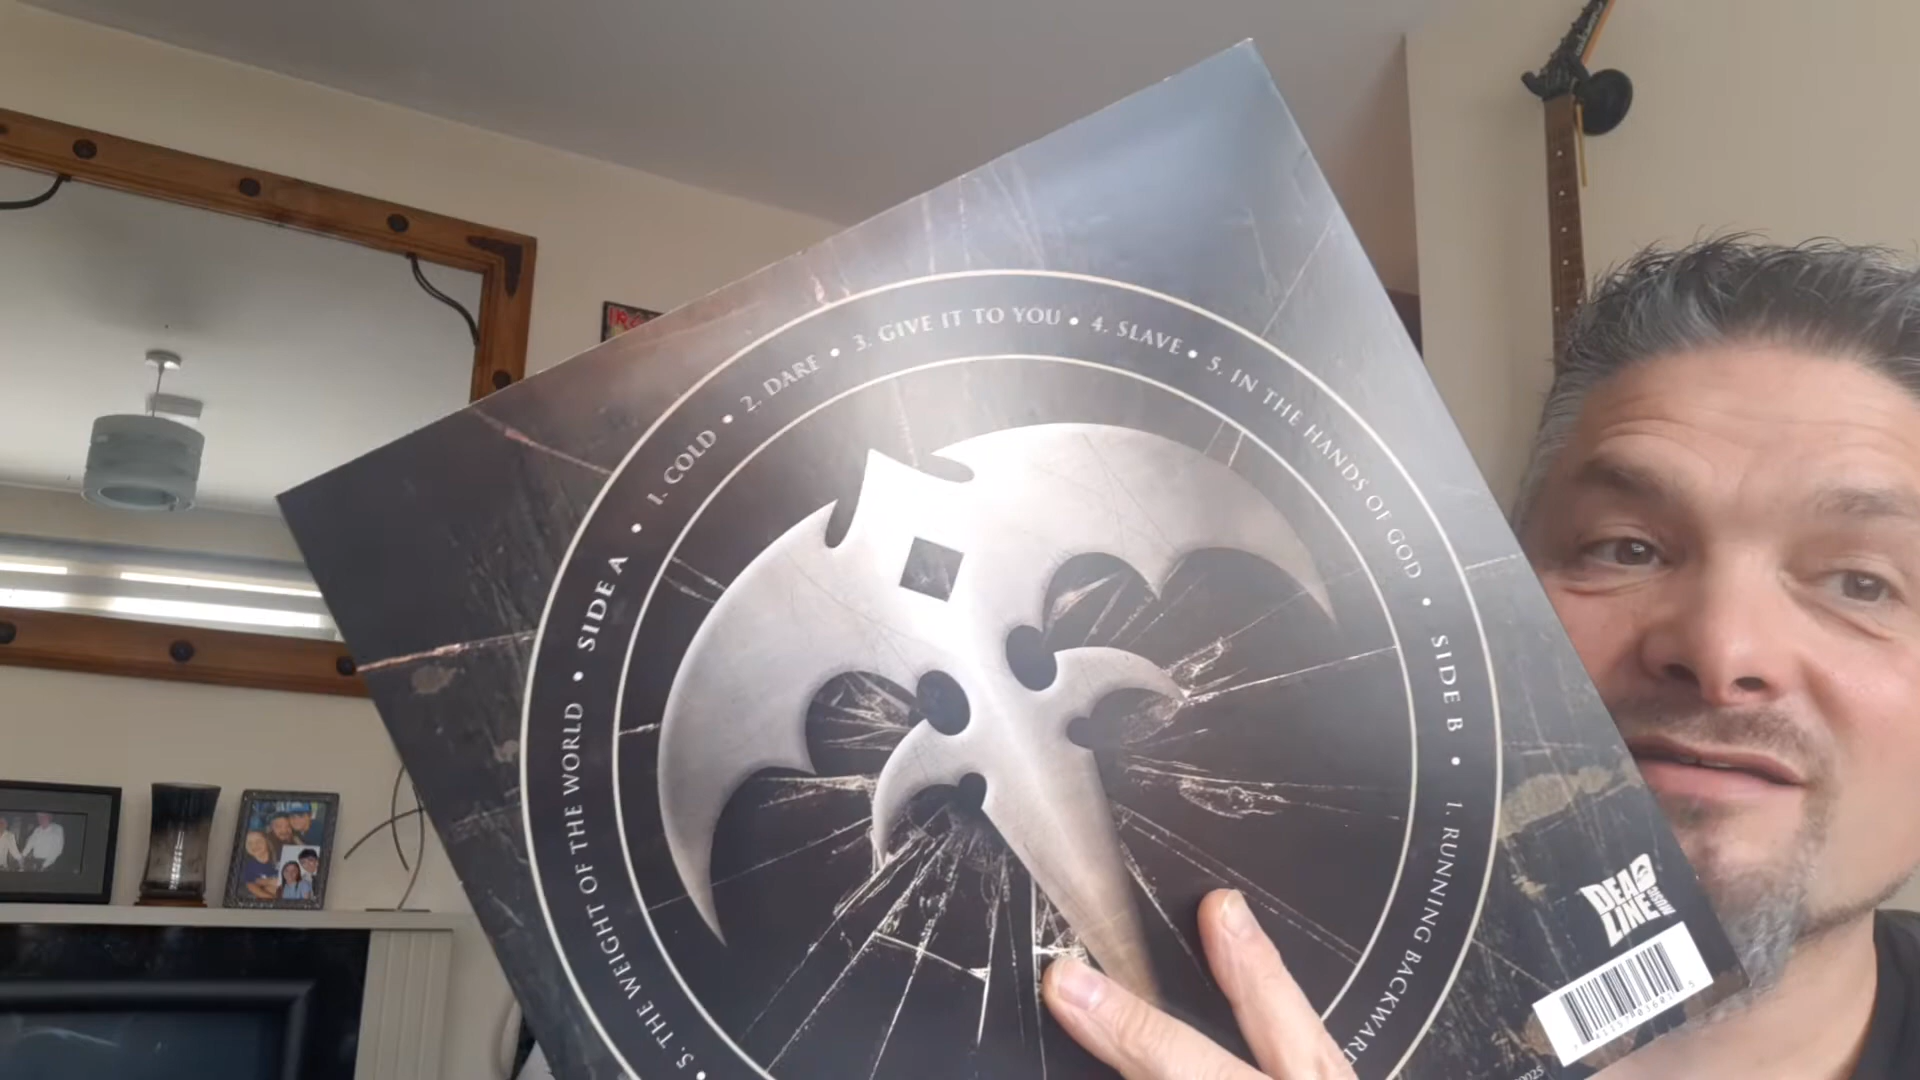 SIDE A • 1. COLD • 2. DARE • 3. GIVE IT TO YOU • 4. SLAVE • 5. IN THE HANDS OF GOD
SIDE B • 1. RUNNING BACKWARD
5. THE WEIGHT OF THE WORLD
DEAD
LINE
MUSIC